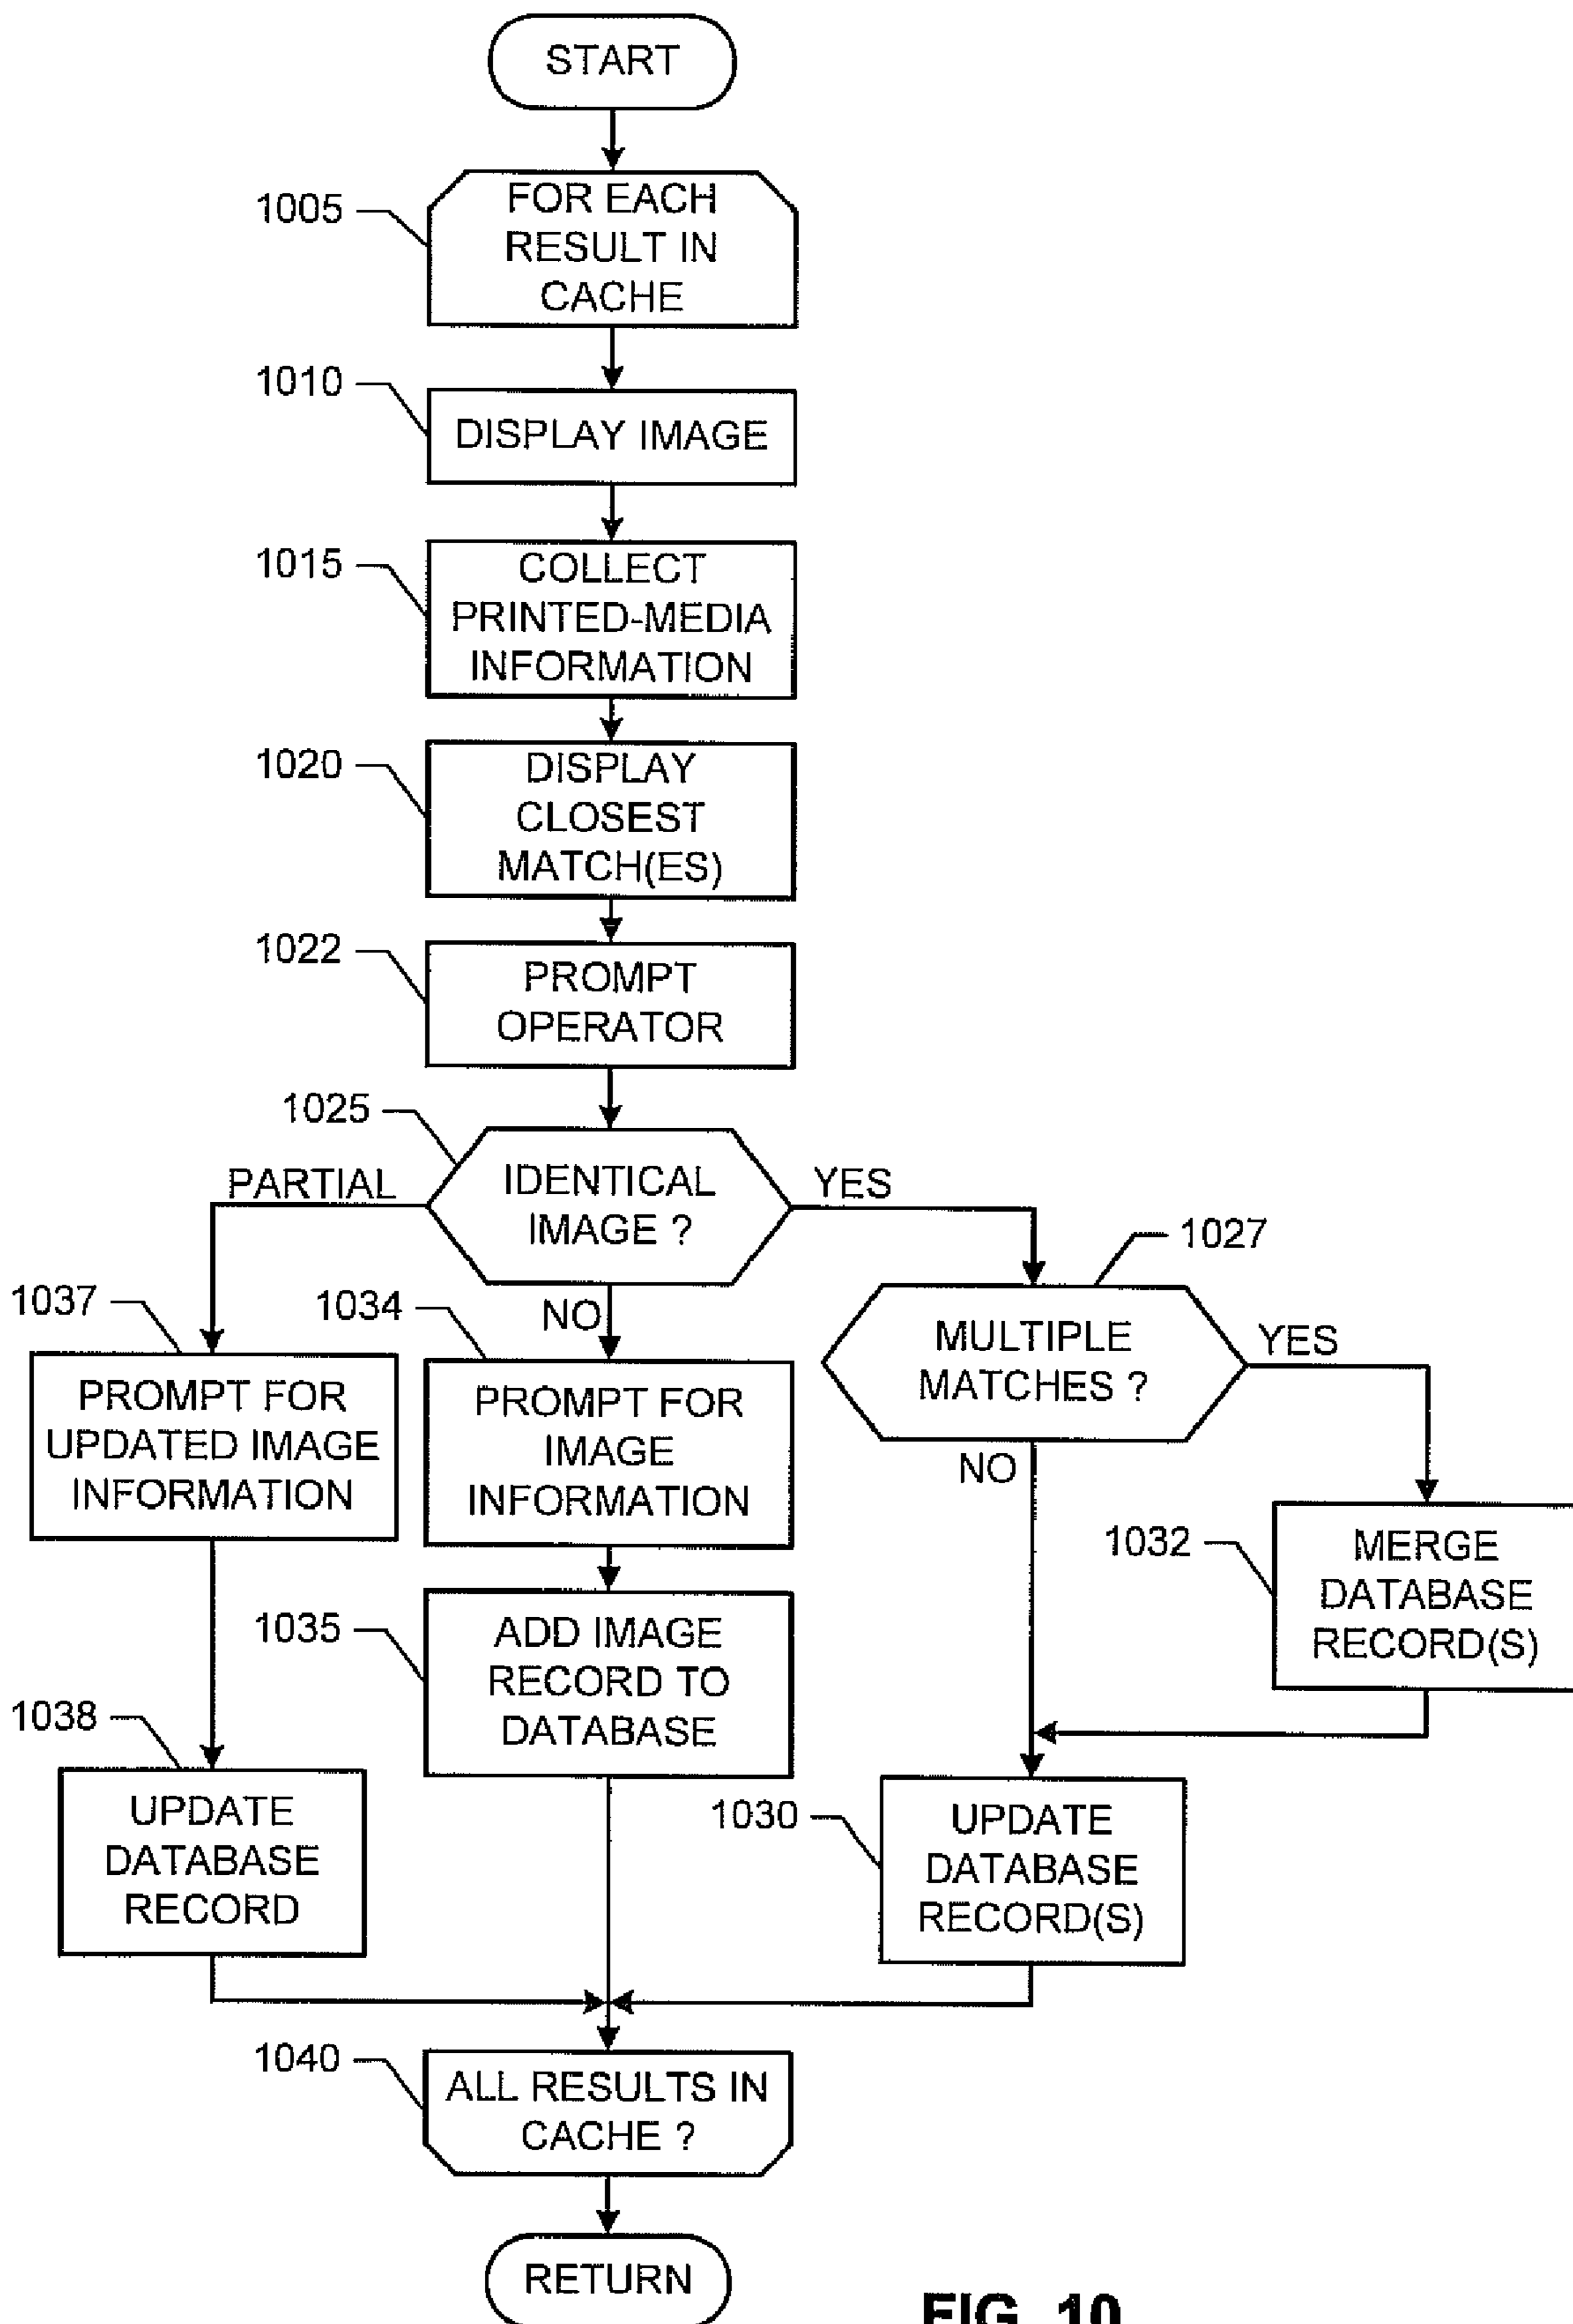 START
1005
FOR EACH
RESULT IN
CACHE
1010
DISPLAY IMAGE
1015
COLLECT
PRINTED-MEDIA
INFORMATION
1020
DISPLAY
CLOSEST
MATCH(ES)
1022
PROMPT
OPERATOR
1025
IDENTICAL
IMAGE ?
PARTIAL
YES
NO
1027
MULTIPLE
MATCHES ?
YES
NO
1037
PROMPT FOR
UPDATED IMAGE
INFORMATION
1034
PROMPT FOR
IMAGE
INFORMATION
1032
MERGE
DATABASE
RECORD(S)
1035
ADD IMAGE
RECORD TO
DATABASE
1038
UPDATE
DATABASE
RECORD
1030
UPDATE
DATABASE
RECORD(S)
1040
ALL RESULTS IN
CACHE ?
RETURN
FIG. 10